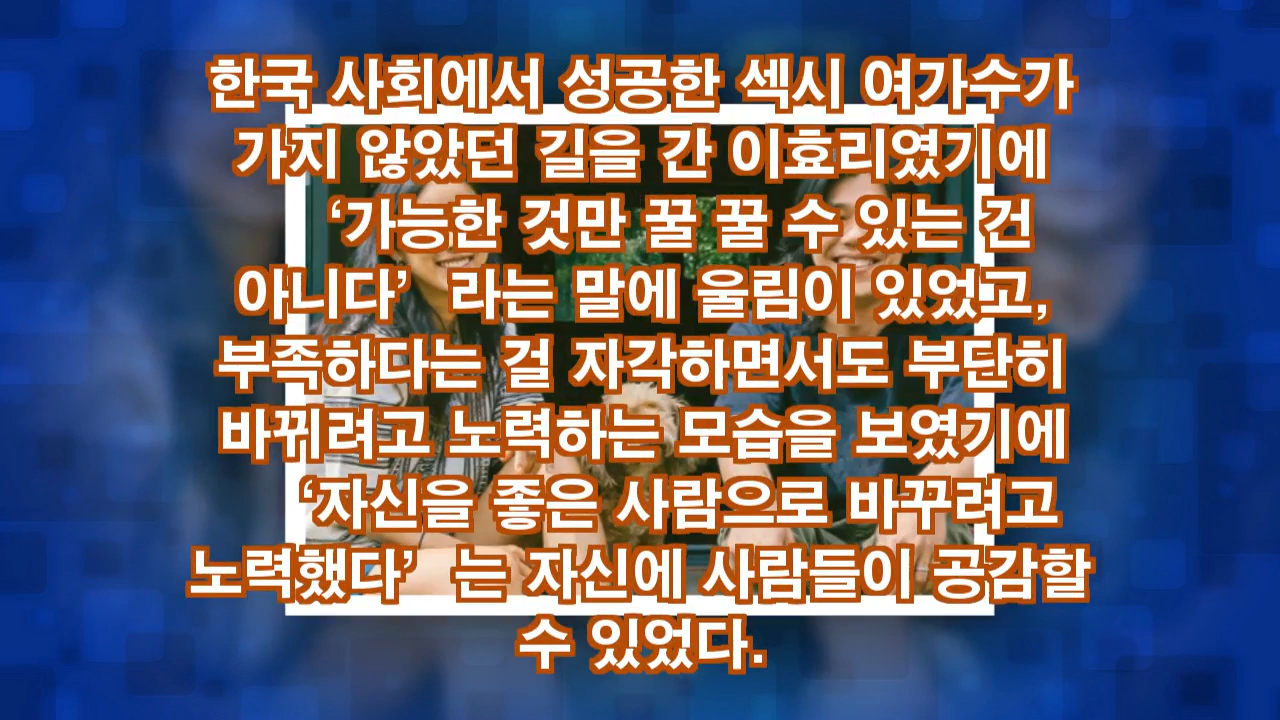 한국 사회에서 성공한 섹시 여가수가
가지 않았던 길을 간 이효리였기에
‘가능한 것만 꿀 꿀 수 있는 건
아니다’ 라는 말에 울림이 있었고,
부족하다는 걸 자각하면서도 부단히
바뀌려고 노력하는 모습을 보였기에
‘자신을 좋은 사람으로 바꾸려고
노력했다’ 는 자신에 사람들이 공감할
수 있었다.